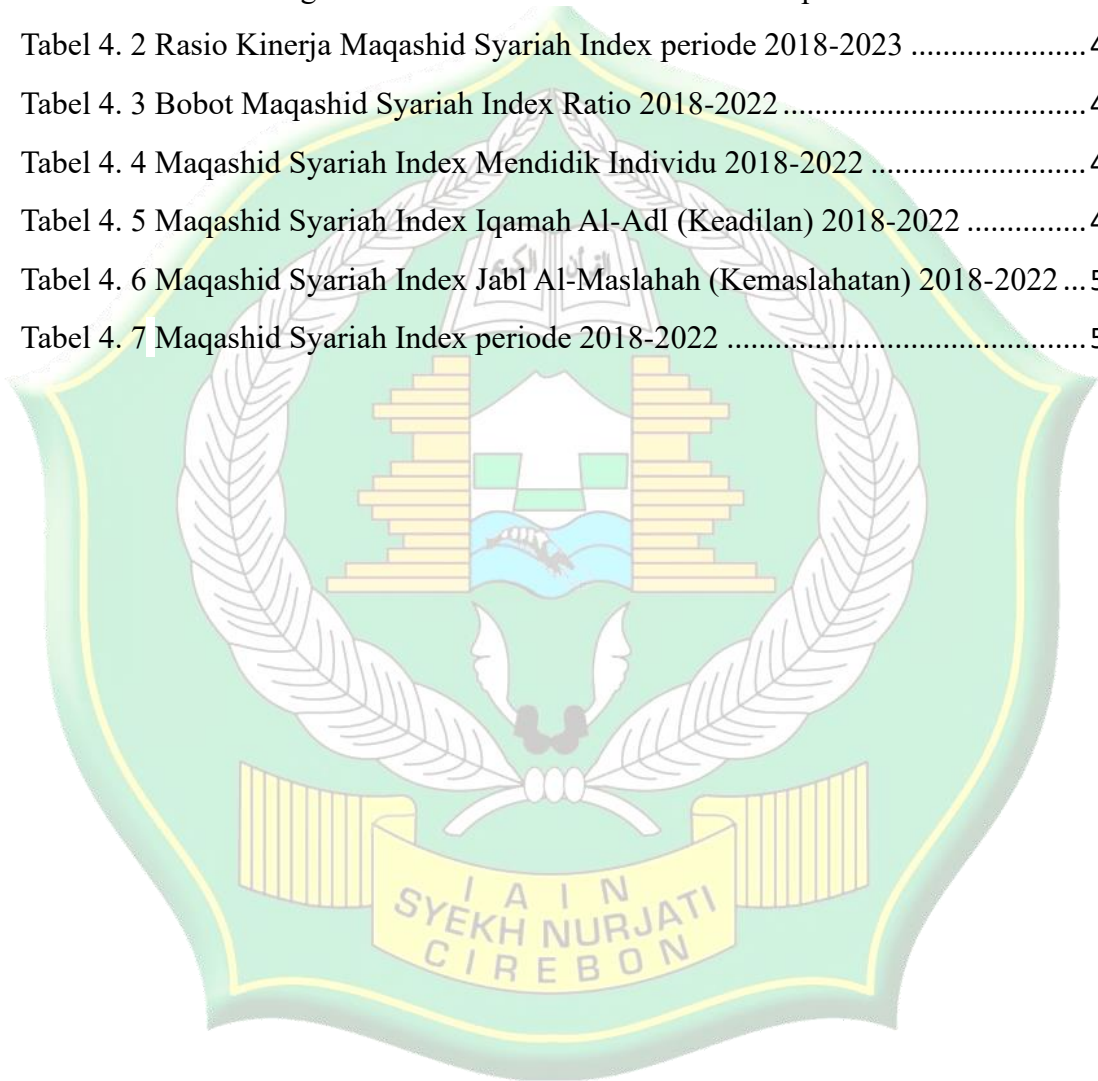 Tabel 4. 2 Rasio Kinerja Maqashid Syariah Index periode 2018-2023 ...................... 4
Tabel 4. 3 Bobot Maqashid Syariah Index Ratio 2018-2022 ................................... 4
Tabel 4. 4 Maqashid Syariah Index Mendidik Individu 2018-2022 ......................... 4
Tabel 4. 5 Maqashid Syariah Index Iqamah Al-Adl (Keadilan) 2018-2022 .............. 4
Tabel 4. 6 Maqashid Syariah Index Jabl Al-Maslahah (Kemaslahatan) 2018-2022 ... 5
Tabel 4. 7 Maqashid Syariah Index periode 2018-2022 .......................................... 5
القرآن الكريم
IAIN
SYEKH NURJATI
CIREBON